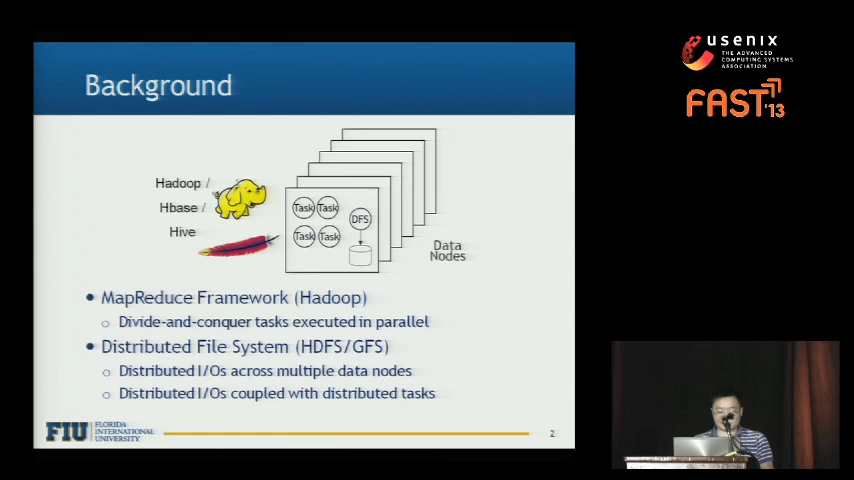 Background
Hadoop /
Hbase /
Hive
Task Task
DFS
Task Task
Data
Nodes
MapReduce Framework (Hadoop)
Divide-and-conquer tasks executed in parallel
Distributed File System (HDFS/GFS)
Distributed I/Os across multiple data nodes
Distributed I/Os coupled with distributed tasks
FIU FLORIDA
INTERNATIONAL
UNIVERSITY
2
usenix
THE ADVANCED
COMPUTING SYSTEMS
ASSOCIATION
FAST '13